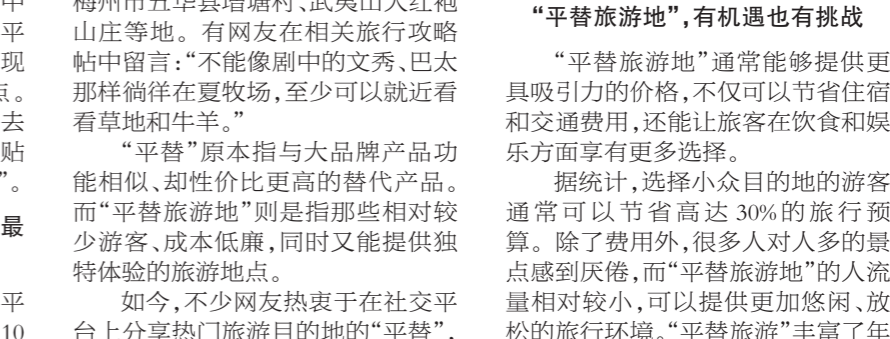 中
平
现
点。
去
贴
”。
最
平
10
梅州市五华县增塘村、武夷山大红袍
山庄等地。有网友在相关旅行攻略
帖中留言:“不能像剧中的文秀、巴太
那样徜徉在夏牧场,至少可以就近看
看草地和牛羊。”
“平替”原本指与大品牌产品功
能相似、却性价比更高的替代产品。
而“平替旅游地”则是指那些相对较
少游客、成本低廉,同时又能提供独
特体验的旅游地点。
如今,不少网友热衷于在社交平
台上分享热门旅游目的地的“平替”,
“平替旅游地”,有机遇也有挑战
“平替旅游地”通常能够提供更
具吸引力的价格,不仅可以节省住宿
和交通费用,还能让旅客在饮食和娱
乐方面享有更多选择。
据统计,选择小众目的地的游客
通常可以节省高达 30%的旅行预
算。除了费用外,很多人对人多的景
点感到厌倦,而“平替旅游地”的人流
量相对较小,可以提供更加悠闲、放
松的旅行环境。“平替旅游”丰富了年